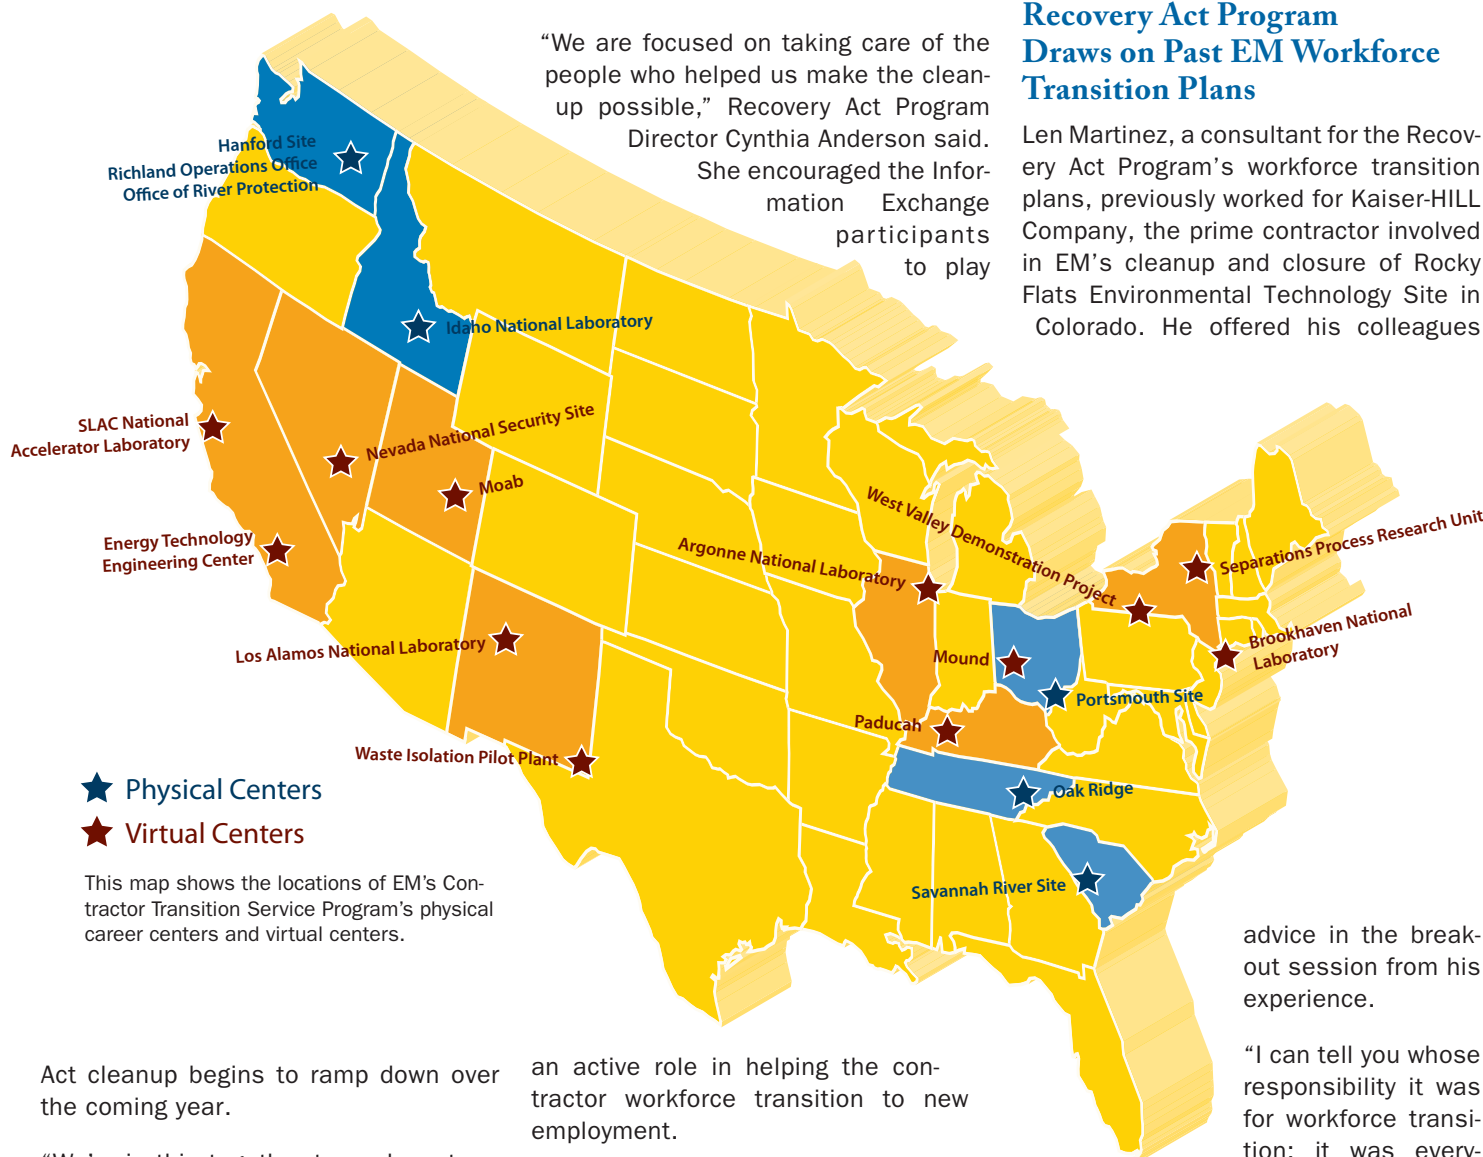 “We are focused on taking care of the
people who helped us make the clean-
up possible,” Recovery Act Program
Director Cynthia Anderson said.
She encouraged the Infor-
mation Exchange
participants
to play
Recovery Act Program
Draws on Past EM Workforce
Transition Plans
Len Martinez, a consultant for the Recov-
ery Act Program’s workforce transition
plans, previously worked for Kaiser-HILL
Company, the prime contractor involved
in EM’s cleanup and closure of Rocky
Flats Environmental Technology Site in
Colorado. He offered his colleagues
Hanford Site
Richland Operations Office
Office of River Protection
Idaho National Laboratory
SLAC National
Accelerator Laboratory
Nevada National Security Site
Moab
Energy Technology
Engineering Center
Los Alamos National Laboratory
Waste Isolation Pilot Plant
Argonne National Laboratory
West Valley Demonstration Project
Separations Process Research Unit
Brookhaven National
Laboratory
Mound
Portsmouth Site
Paducah
Oak Ridge
Savannah River Site
Physical Centers
Virtual Centers
This map shows the locations of EM’s Con-
tractor Transition Service Program’s physical
career centers and virtual centers.
Act cleanup begins to ramp down over
the coming year.
“We’re in this together
an active role in helping the con-
tractor workforce transition to new
employment.
advice in the break-
out session from his
experience.
“I can tell you whose
responsibility it was
for workforce transi-
tion: it was every-